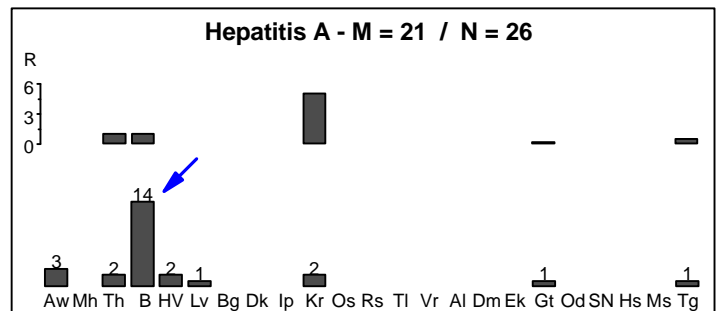 Hepatitis A - M = 21 / N = 26
R
6
3
0
14
3 2 2 1 2 1 1
Aw Mh Th B HV Lv Bg Dk Ip Kr Os Rs Tl Vr Al Dm Ek Gt Od SN Hs Ms Tg